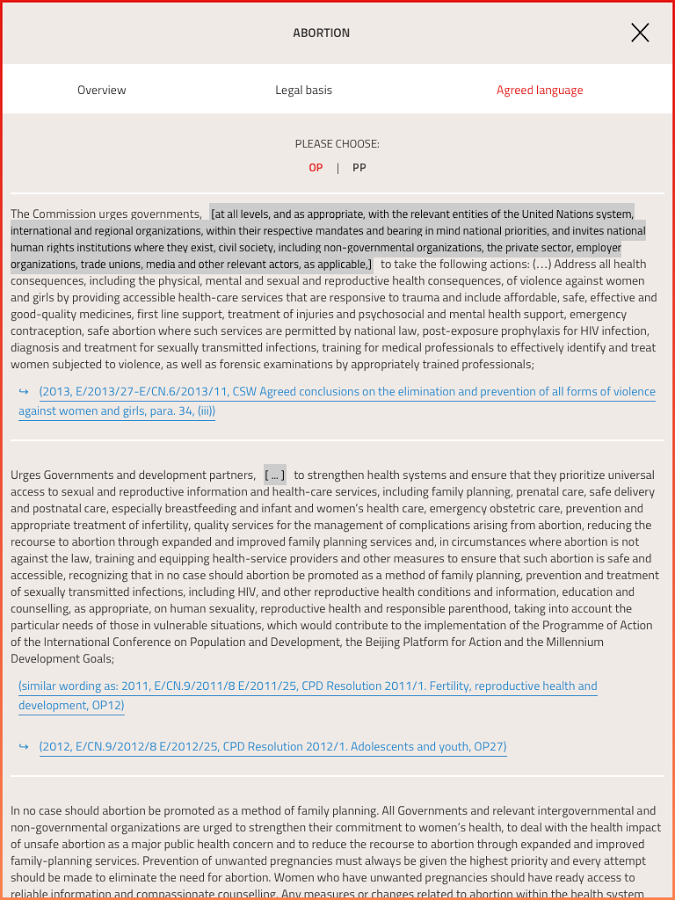 ABORTION
Overview
Legal basis
Agreed language
PLEASE CHOOSE:
OP | PP
The Commission urges governments, [at all levels, and as appropriate, with the relevant entities of the United Nations system,
international and regional organizations, within their respective mandates and bearing in mind national priorities, and invites national
human rights institutions where they exist, civil society, including non-governmental organizations, the private sector, employer
organizations, trade unions, media and other relevant actors, as applicable,] to take the following actions: (...) Address all health
consequences, including the physical, mental and sexual and reproductive health consequences, of violence against women
and girls by providing accessible health-care services that are responsive to trauma and include affordable, safe, effective and
good-quality medicines, first line support, treatment of injuries and psychosocial and mental health support, emergency
contraception, safe abortion where such services are permitted by national law, post-exposure prophylaxis for HIV infection,
diagnosis and treatment for sexually transmitted infections, training for medical professionals to effectively identify and treat
women subjected to violence, as well as forensic examinations by appropriately trained professionals;
↪ (2013, E/2013/27-E/CN.6/2013/11, CSW Agreed conclusions on the elimination and prevention of all forms of violence
against women and girls, para. 34, (iii))
Urges Governments and development partners, [ ... ] to strengthen health systems and ensure that they prioritize universal
access to sexual and reproductive information and health-care services, including family planning, prenatal care, safe delivery
and postnatal care, especially breastfeeding and infant and women's health care, emergency obstetric care, prevention and
appropriate treatment of infertility, quality services for the management of complications arising from abortion, reducing the
recourse to abortion through expanded and improved family planning services and, in circumstances where abortion is not
against the law, training and equipping health-service providers and other measures to ensure that such abortion is safe and
accessible, recognizing that in no case should abortion be promoted as a method of family planning, prevention and treatment
of sexually transmitted infections, including HIV, and other reproductive health conditions and information, education and
counselling, as appropriate, on human sexuality, reproductive health and responsible parenthood, taking into account the
particular needs of those in vulnerable situations, which would contribute to the implementation of the Programme of Action
of the International Conference on Population and Development, the Beijing Platform for Action and the Millennium
Development Goals;
(similar wording as: 2011, E/CN.9/2011/8 E/2011/25, CPD Resolution 2011/1. Fertility, reproductive health and
development, OP12)
↪ (2012, E/CN.9/2012/8 E/2012/25, CPD Resolution 2012/1. Adolescents and youth, OP27)
In no case should abortion be promoted as a method of family planning. All Governments and relevant intergovernmental and
non-governmental organizations are urged to strengthen their commitment to women's health, to deal with the health impact
of unsafe abortion as a major public health concern and to reduce the recourse to abortion through expanded and improved
family-planning services. Prevention of unwanted pregnancies must always be given the highest priority and every attempt
should be made to eliminate the need for abortion. Women who have unwanted pregnancies should have ready access to
reliable information and compassionate counselling. Any measures or changes related to abortion within the health system